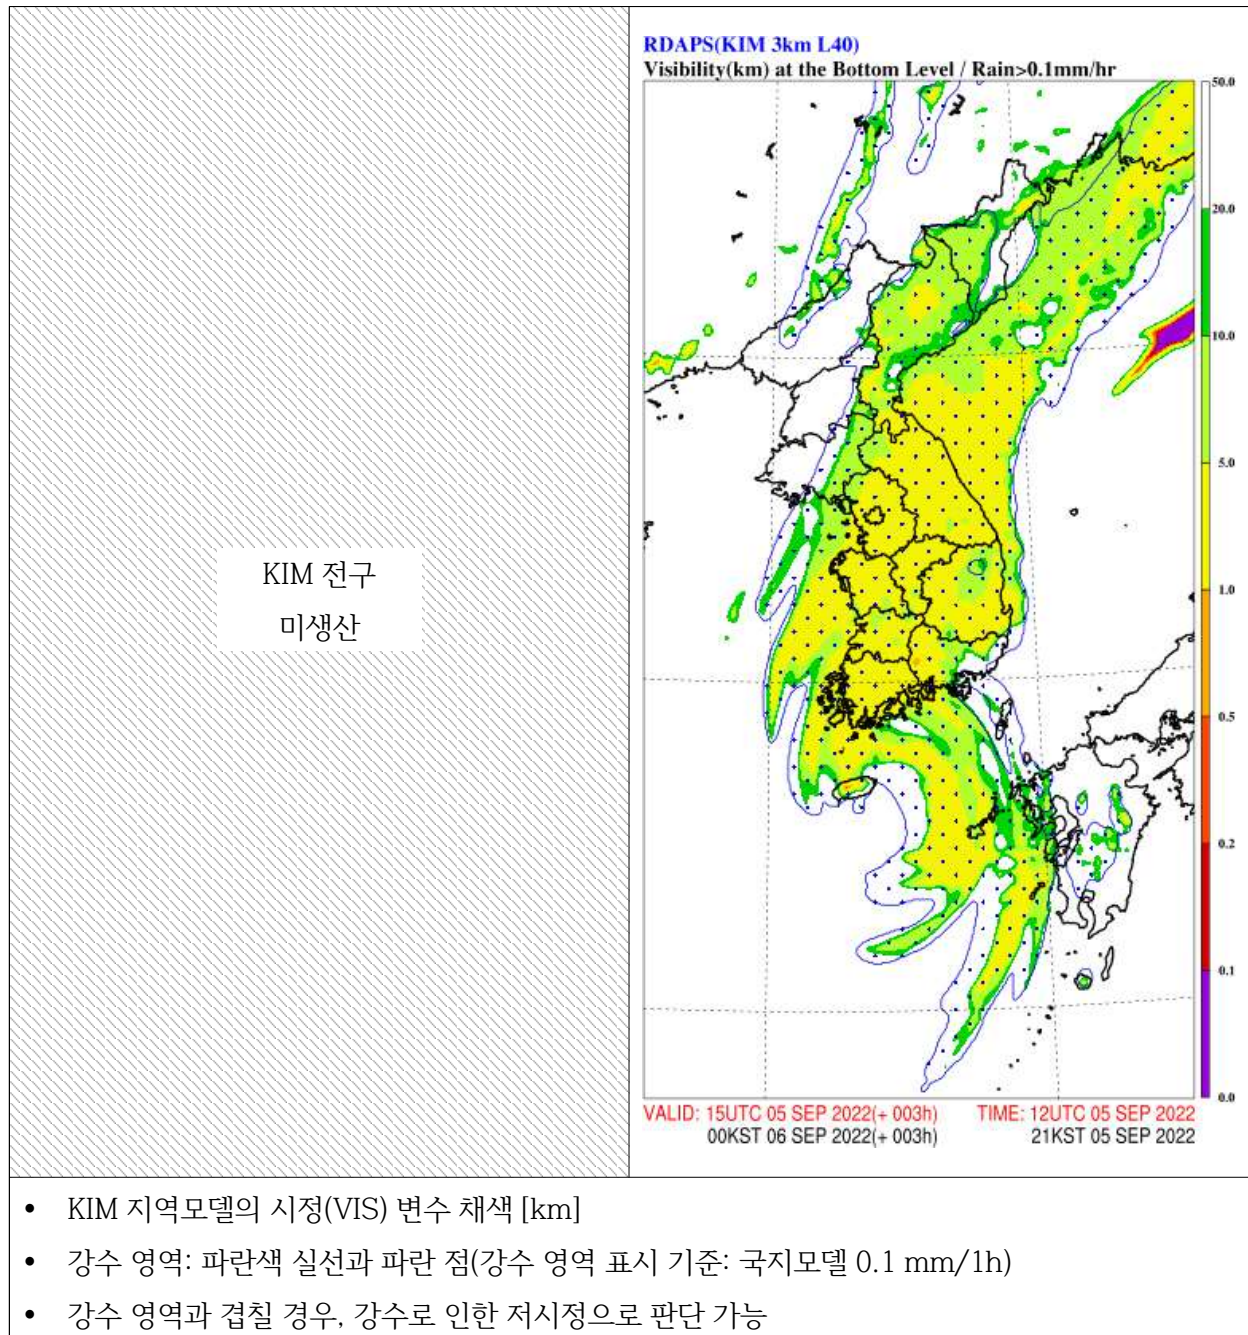 KIM 전구
미생산
RDAPS(KIM 3km L40)
Visibility(km) at the Bottom Level / Rain>0.1mm/hr
50.0
20.0
10.0
5.0
1.0
0.5
0.2
0.1
0.0
VALID: 15UTC 05 SEP 2022(+ 003h) TIME: 12UTC 05 SEP 2022
00KST 06 SEP 2022(+ 003h) 21KST 05 SEP 2022
• KIM 지역모델의 시정(VIS) 변수 채색 [km]
• 강수 영역: 파란색 실선과 파란 점(강수 영역 표시 기준: 국지모델 0.1 mm/1h)
• 강수 영역과 겹칠 경우, 강수로 인한 저시정으로 판단 가능